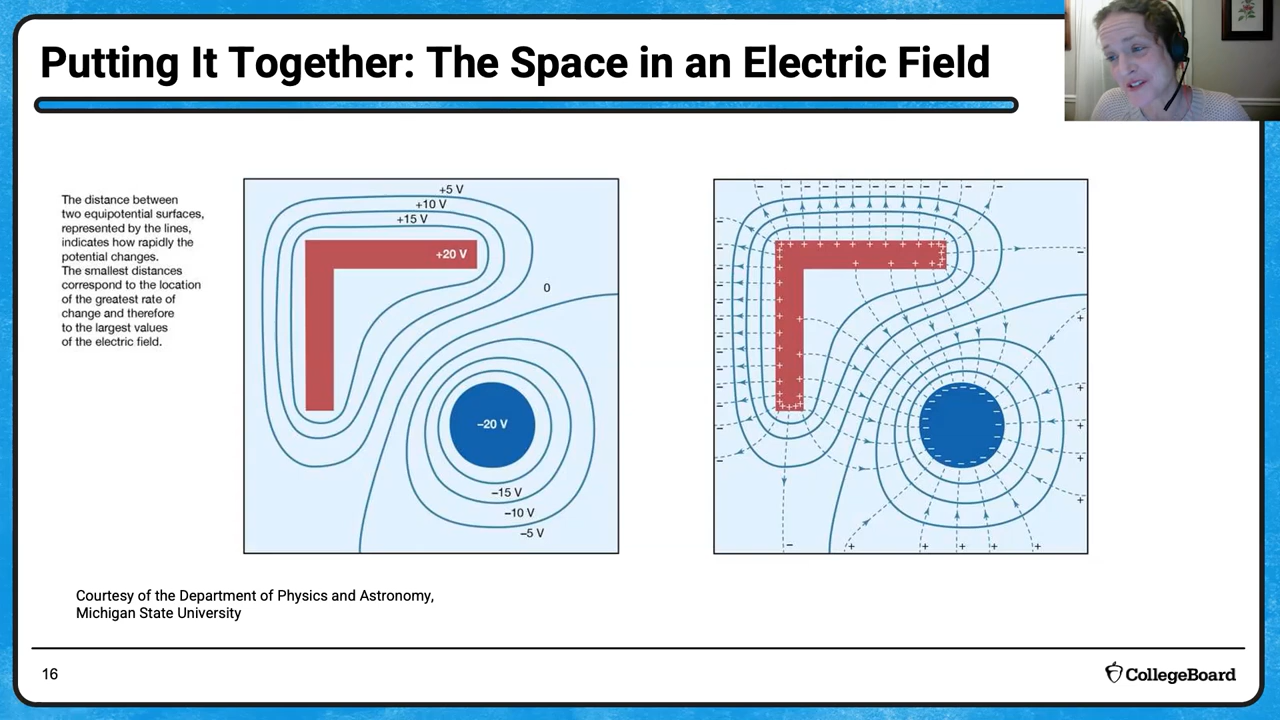 Putting It Together: The Space in an Electric Field
The distance between
two equipotential surfaces,
represented by the lines,
indicates how rapidly the
potential changes.
The smallest distances
correspond to the location
of the greatest rate of
change and therefore
to the largest values
of the electric field.
+5 V
+10 V
+15 V
+20 V
0
−20 V
−15 V
−10 V
−5 V
Courtesy of the Department of Physics and Astronomy,
Michigan State University
16
CollegeBoard